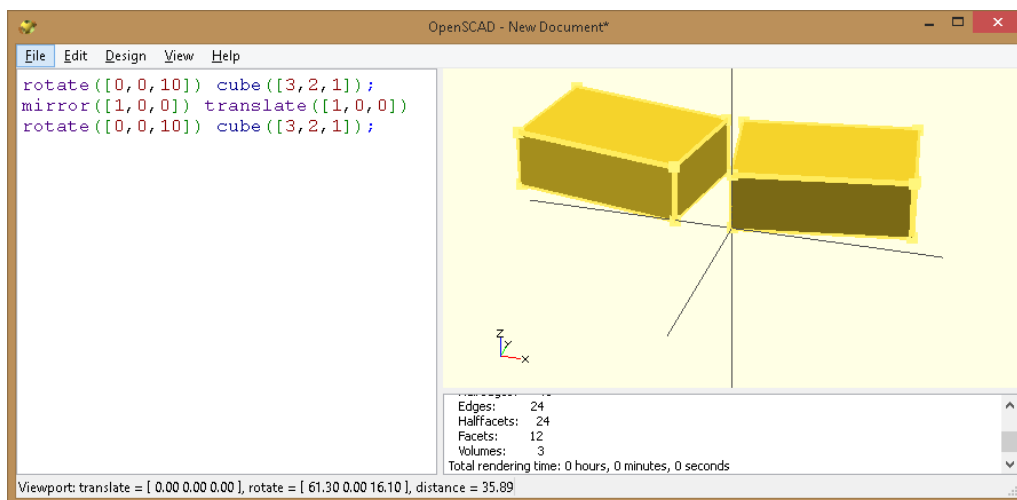 OpenSCAD - New Document*
File Edit Design View Help
rotate([0,0,10]) cube([3,2,1]);
mirror([1,0,0]) translate([1,0,0])
rotate([0,0,10]) cube([3,2,1]);
Z
Y
X
Edges: 24
Halffacets: 24
Facets: 12
Volumes: 3
Total rendering time: 0 hours, 0 minutes, 0 seconds
Viewport: translate = [ 0.00 0.00 0.00 ], rotate = [ 61.30 0.00 16.10 ], distance = 35.89